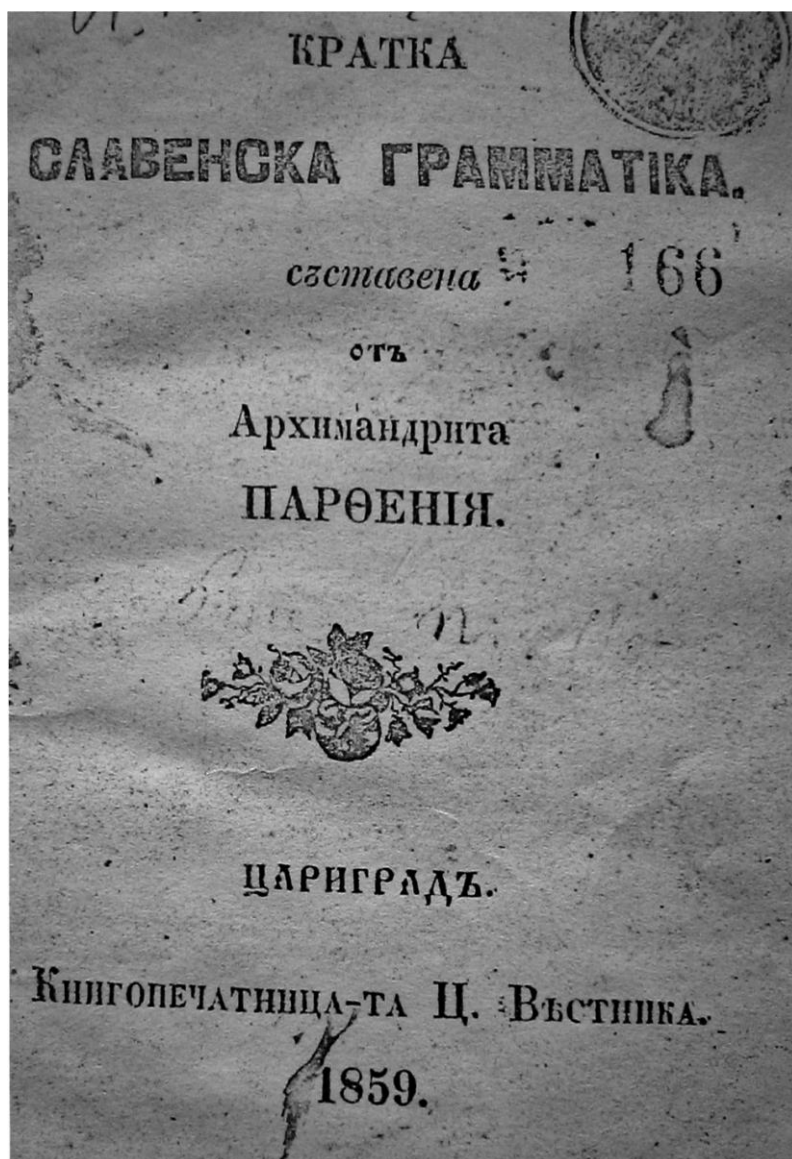 КРАТКА
СЛАВЕНСКА ГРАММАТІКА.
съставена
166
отъ
Архимандрита
ПАРѲЕНІЯ.
ЦАРИГРАДЪ.
Книгопечатница-та Ц. Вѣстника.
1859.